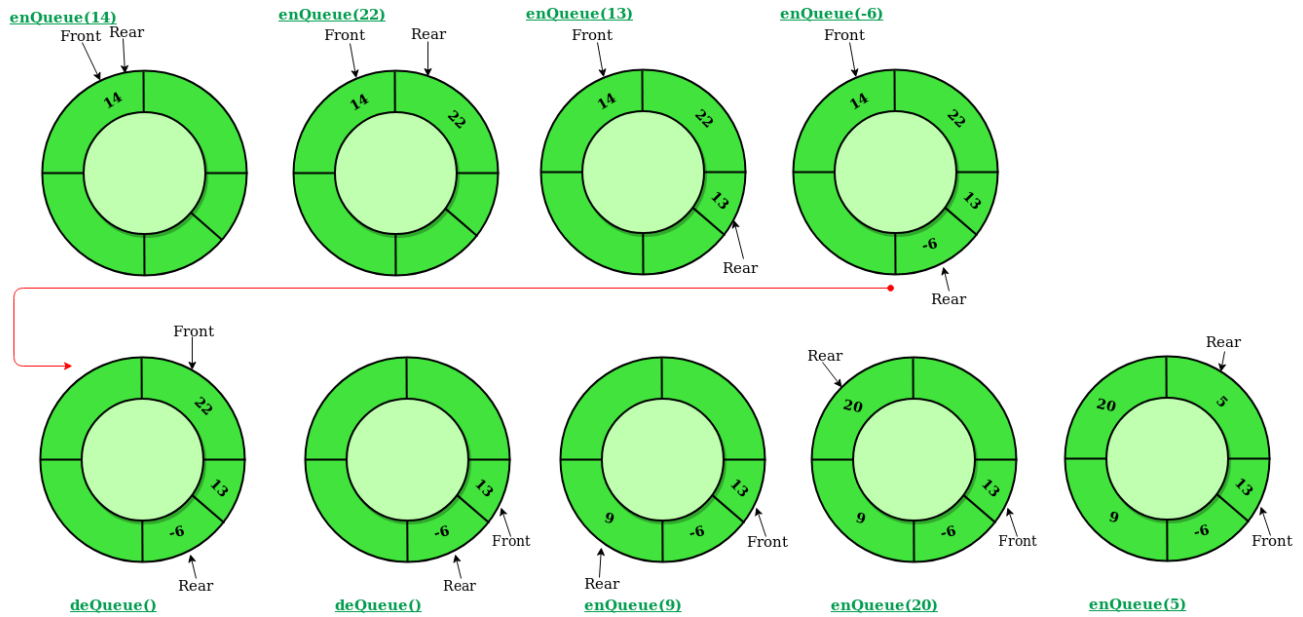 enQueue(14)
Front
Rear
14
enQueue(22)
Front
Rear
14
22
enQueue(13)
Front
14
22
13
Rear
enQueue(-6)
Front
14
22
13
-6
Rear
Front
22
13
-6
Rear
deQueue()
13
-6
Front
Rear
deQueue()
13
9
-6
Front
Rear
enQueue(9)
Rear
20
13
9
-6
Front
enQueue(20)
Rear
20
5
13
9
-6
Front
enQueue(5)